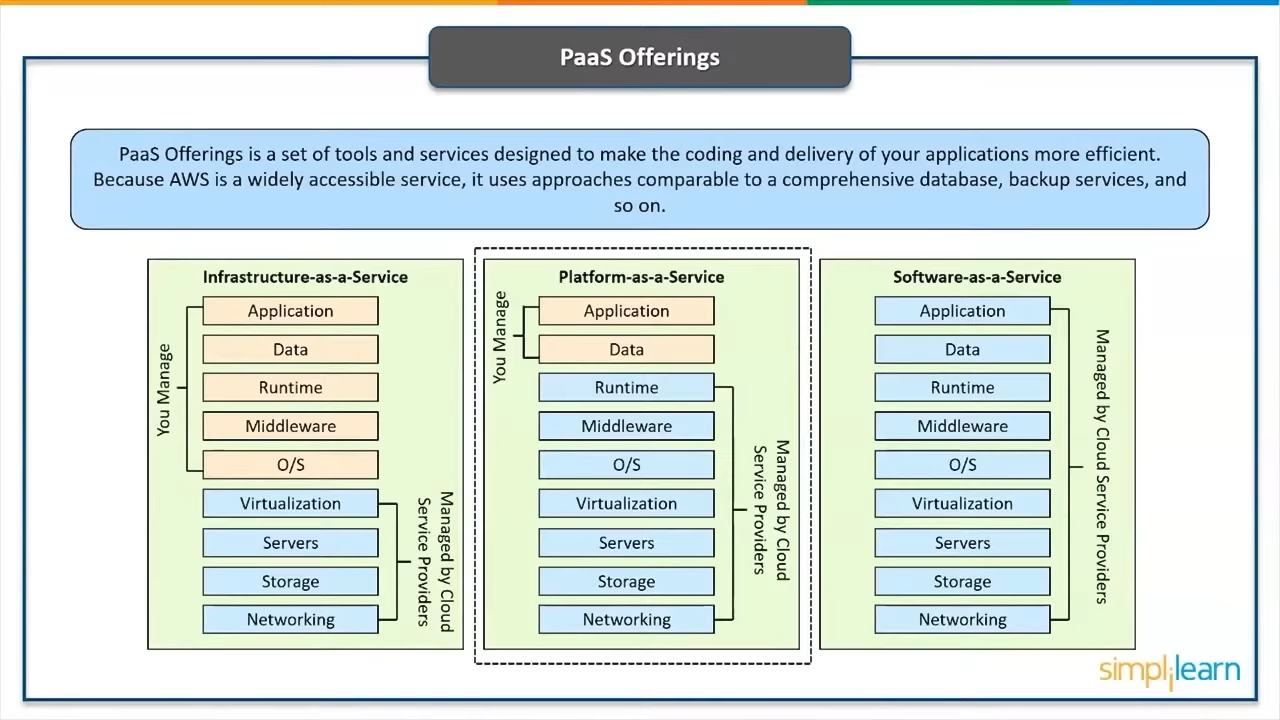 PaaS Offerings
PaaS Offerings is a set of tools and services designed to make the coding and delivery of your applications more efficient.
Because AWS is a widely accessible service, it uses approaches comparable to a comprehensive database, backup services, and
so on.
Infrastructure-as-a-Service
You Manage
Application
Data
Runtime
Middleware
O/S
Virtualization
Servers
Storage
Networking
Managed by Cloud
Service Providers
Platform-as-a-Service
You Manage
Application
Data
Runtime
Middleware
O/S
Virtualization
Servers
Storage
Networking
Managed by Cloud
Service Providers
Software-as-a-Service
Application
Data
Runtime
Middleware
O/S
Virtualization
Servers
Storage
Networking
Managed by Cloud Service Providers
simplilearn